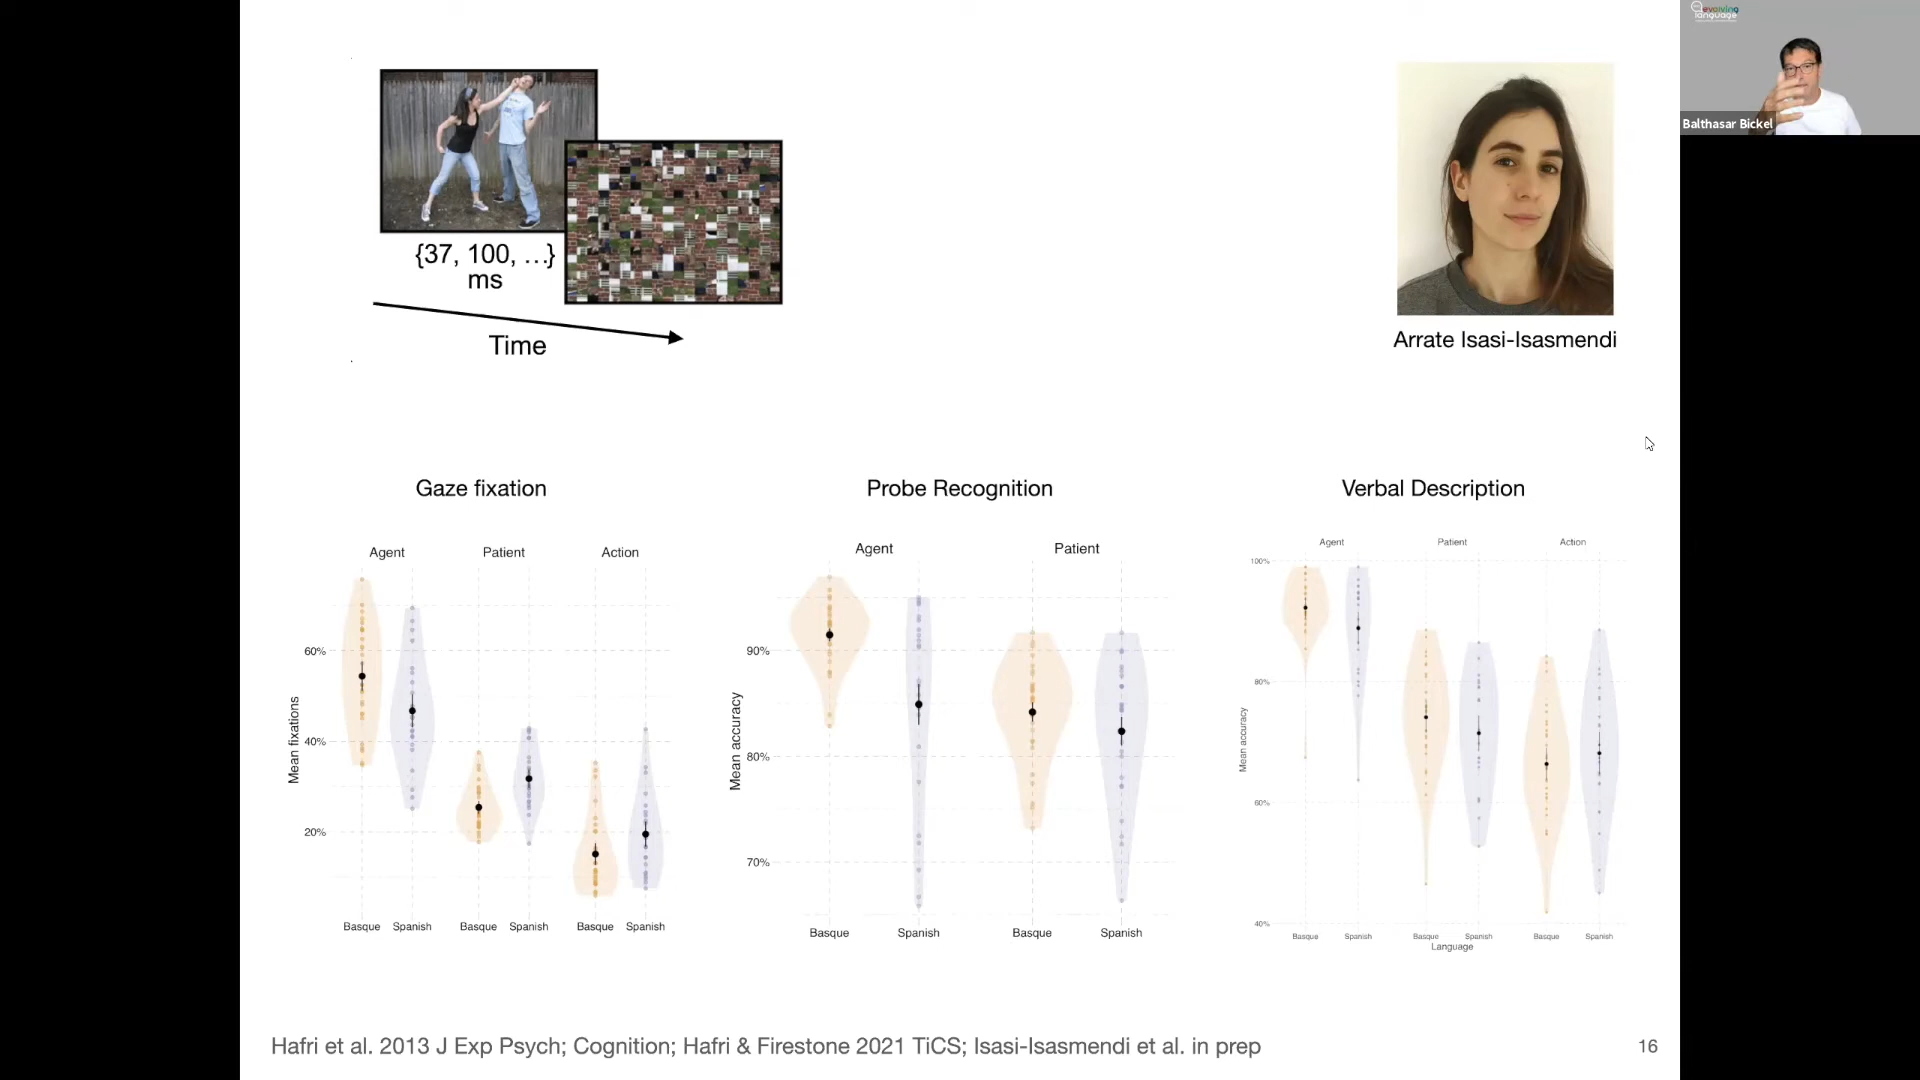 evolving
language
Balthasar Bickel
{37, 100, ...}
ms
Time
Arrate Isasi-Isasmendi
Gaze fixation
Agent
Patient
Action
Mean fixations
60%
40%
20%
Basque
Spanish
Basque
Spanish
Basque
Spanish
Probe Recognition
Agent
Patient
Mean accuracy
90%
80%
70%
Basque
Spanish
Basque
Spanish
Verbal Description
Agent
Patient
Action
Mean accuracy
100%
80%
60%
40%
Basque
Spanish
Basque
Spanish
Basque
Spanish
Language
Hafri et al. 2013 J Exp Psych; Cognition; Hafri & Firestone 2021 TiCS; Isasi-Isasmendi et al. in prep
16